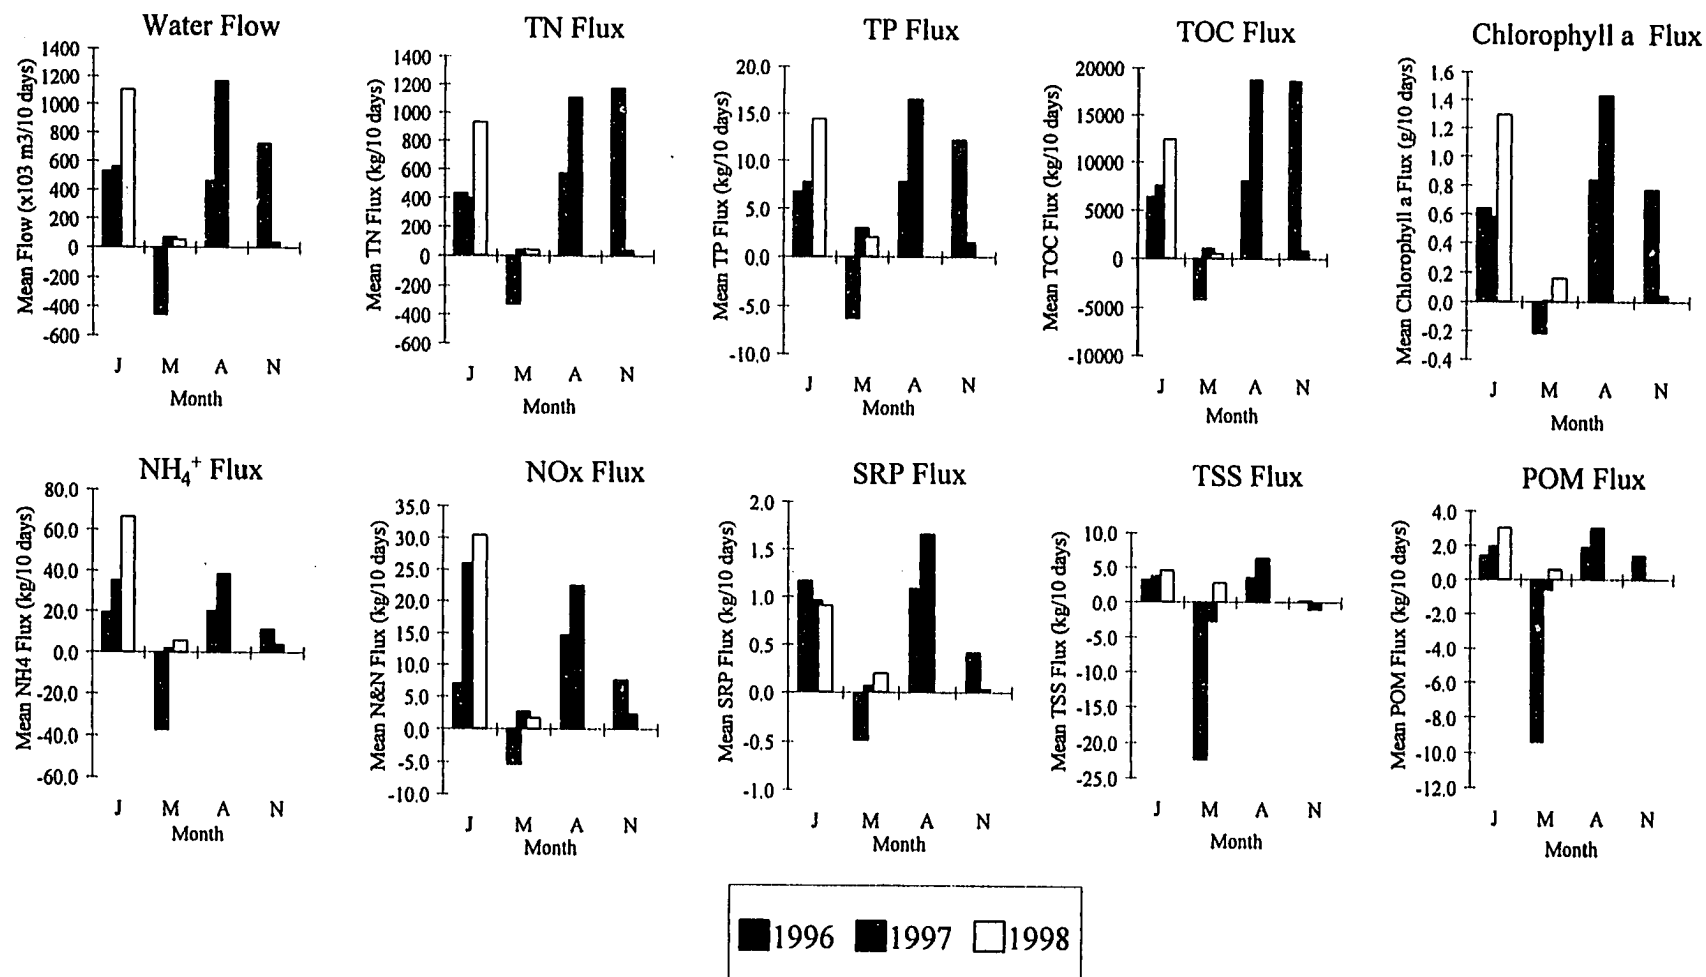 Water Flow
Mean Flow (x103 m3/10 days)
1400
1200
1000
800
600
400
200
0
-200
-400
-600
J M A N
Month
TN Flux
Mean TN Flux (kg/10 days)
1400
1200
1000
800
600
400
200
0
-200
-400
-600
J M A N
Month
TP Flux
Mean TP Flux (kg/10 days)
20.0
15.0
10.0
5.0
0.0
-5.0
-10.0
J M A N
Month
TOC Flux
Mean TOC Flux (kg/10 days)
20000
15000
10000
5000
0
-5000
-10000
J M A N
Month
Chlorophyll a Flux
Mean Chlorophyll a Flux (g/10 days)
1.6
1.4
1.2
1.0
0.8
0.6
0.4
0.2
0.0
-0.2
-0.4
J M A N
Month
NH₄⁺ Flux
Mean NH4 Flux (kg/10 days)
80.0
60.0
40.0
20.0
0.0
-20.0
-40.0
-60.0
J M A N
Month
NOx Flux
Mean N&N Flux (kg/10 days)
35.0
30.0
25.0
20.0
15.0
10.0
5.0
0.0
-5.0
-10.0
J M A N
Month
SRP Flux
Mean SRP Flux (kg/10 days)
2.0
1.5
1.0
0.5
0.0
-0.5
-1.0
J M A N
Month
TSS Flux
Mean TSS Flux (kg/10 days)
10.0
5.0
0.0
-5.0
-10.0
-15.0
-20.0
-25.0
J M A N
Month
POM Flux
Mean POM Flux (kg/10 days)
4.0
2.0
0.0
-2.0
-4.0
-6.0
-8.0
-10.0
-12.0
J M A N
Month
1996 1997 1998